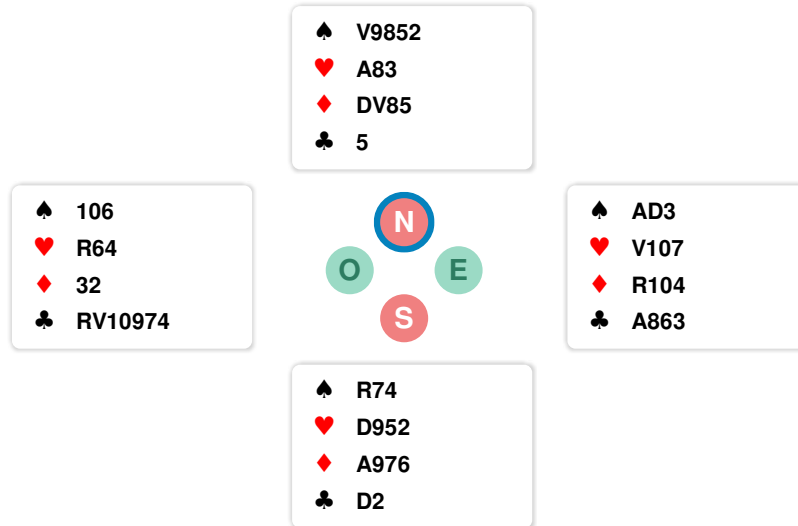 ♠ V9852
♥ A83
♦ DV85
♣ 5
♠ 106
♥ R64
♦ 32
♣ RV10974
N
O E
S
♠ AD3
♥ V107
♦ R104
♣ A863
♠ R74
♥ D952
♦ A976
♣ D2